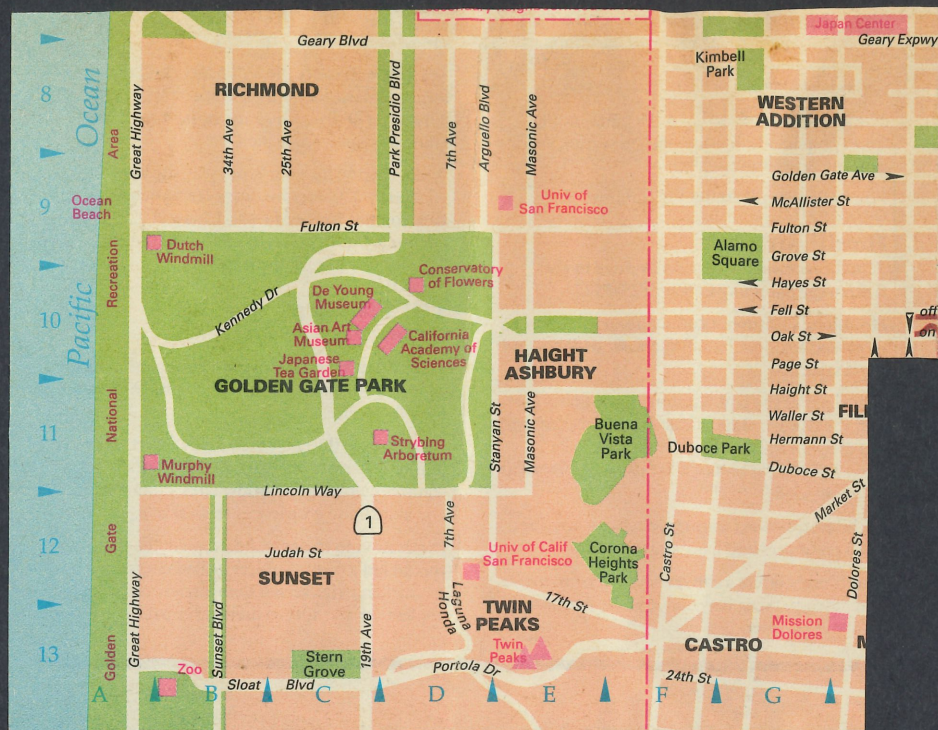 Japan Center
Geary Blvd
Geary Expwy
Kimbell
Park
Ocean
8
RICHMOND
Park Presidio Blvd
WESTERN
ADDITION
Great Highway
34th Ave
25th Ave
7th Ave
Arguello Blvd
Masonic Ave
Area
Golden Gate Ave
9
Ocean
Beach
Univ of
San Francisco
McAllister St
Fulton St
Fulton St
Dutch
Windmill
Alamo
Square
Grove St
Recreation
Conservatory
of Flowers
Hayes St
De Young
Museum
Kennedy Dr
Fell St
off
10
Pacific
Asian Art
Museum
California
Academy of
Sciences
Oak St
on
Japanese
Tea Garden
HAIGHT
ASHBURY
Page St
GOLDEN GATE PARK
Haight St
National
Stanyan St
Masonic Ave
Waller St
FIL
11
Buena
Vista
Park
Strybing
Arboretum
Duboce Park
Hermann St
Murphy
Windmill
Duboce St
Lincoln Way
Market St
1
7th Ave
Gate
12
Judah St
Univ of Calif
San Francisco
Corona
Heights
Park
Castro St
Dolores St
SUNSET
Laguna
Honda
17th St
TWIN
PEAKS
Great Highway
Sunset Blvd
19th Ave
Mission
Dolores
13
Golden
Twin
Peaks
CASTRO
M
Zoo
Stern
Grove
Portola Dr
24th St
Sloat Blvd
A B C D E F G